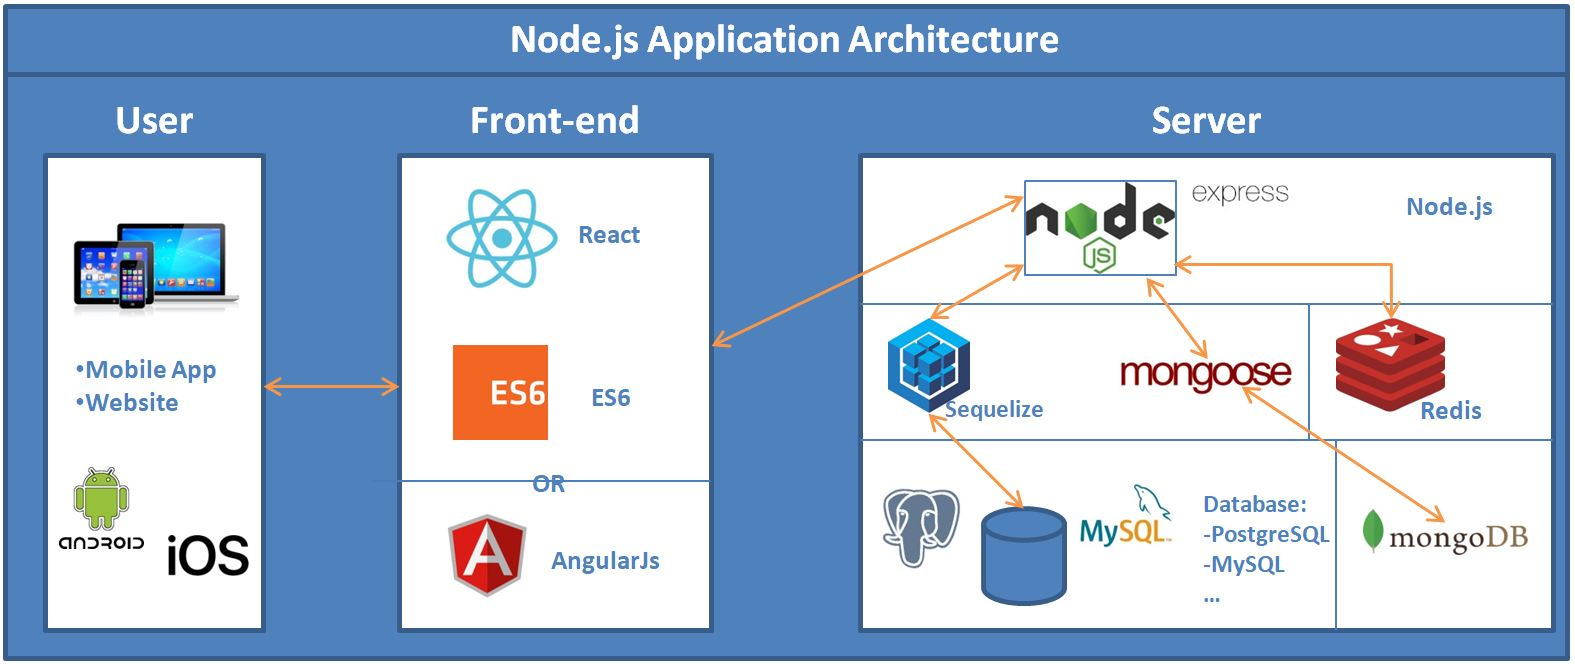 Node.js Application Architecture
User
Front-end
Server
•Mobile App
•Website
ANDROID
iOS
React
ES6
ES6
OR
AngularJs
node
JS
express
Node.js
Sequelize
mongoose
Redis
MySQL™
Database:
-PostgreSQL
-MySQL
...
mongoDB